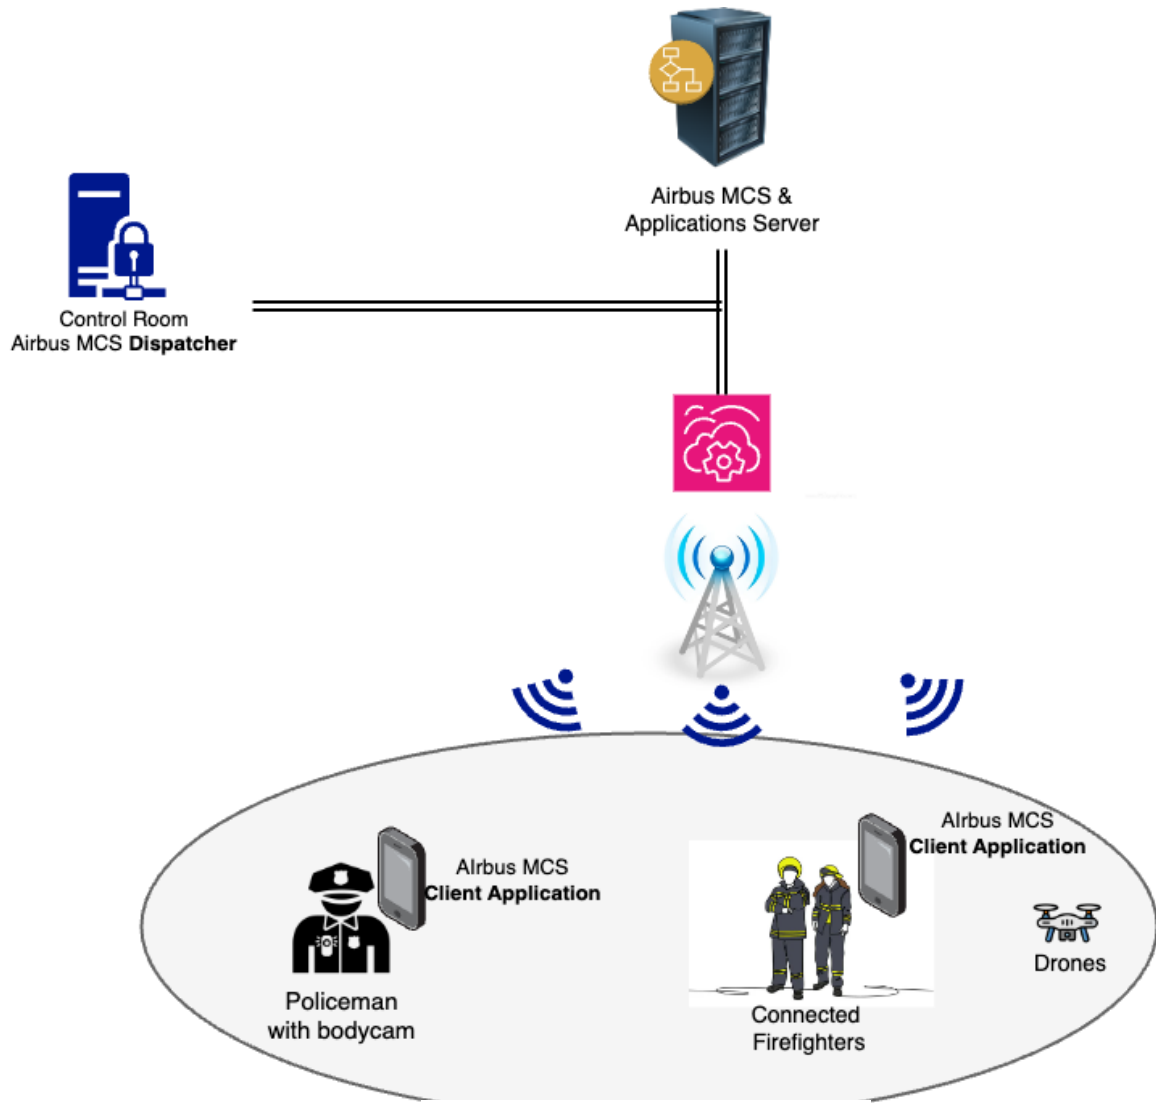 Airbus MCS &
Applications Server
Control Room
Airbus MCS Dispatcher
AIrbus MCS
Client Application
AIrbus MCS
Client Application
Drones
Policeman
with bodycam
Connected
Firefighters